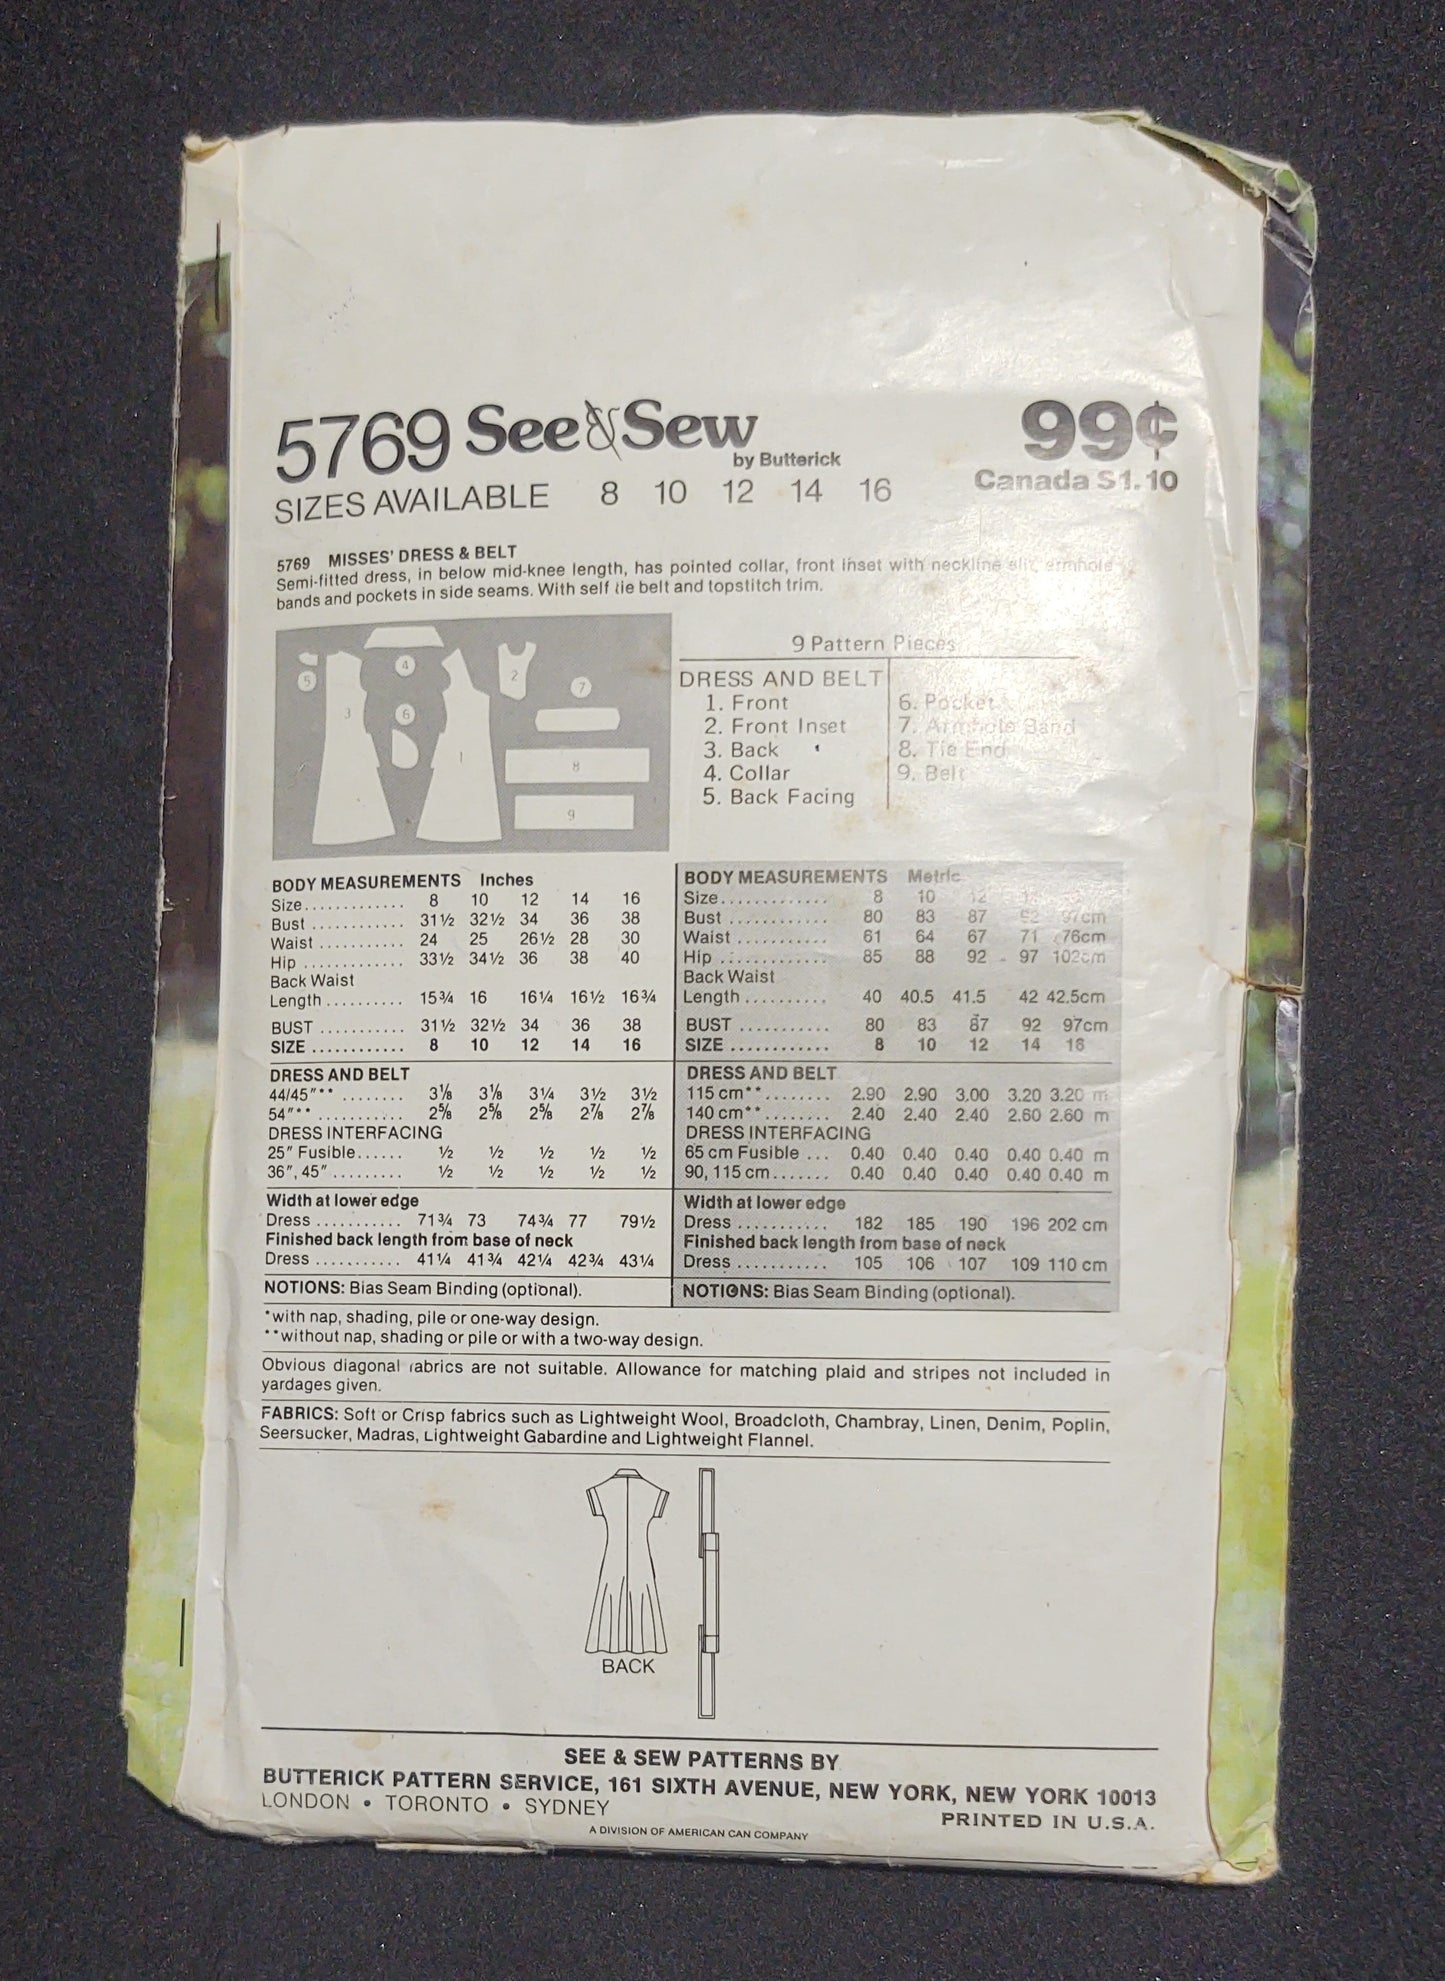 5769 See & Sew
by Butterick
99¢
Canada $1.10
SIZES AVAILABLE 8 10 12 14 16
5769 MISSES' DRESS & BELT
Semi-fitted dress, in below mid-knee length, has pointed collar, front inset with neckline slit, armhole
bands and pockets in side seams. With self tie belt and topstitch trim.
5 3 4 6 1 2 7 8 9
9 Pattern Pieces
DRESS AND BELT
1. Front
2. Front Inset
3. Back
4. Collar
5. Back Facing
6. Pocket
7. Armhole Band
8. Tie End
9. Belt
BODY MEASUREMENTS Inches
Size............. 8 10 12 14 16
Bust ............ 31½ 32½ 34 36 38
Waist ........... 24 25 26½ 28 30
Hip ............. 33½ 34½ 36 38 40
Back Waist
Length .......... 15¾ 16 16¼ 16½ 16¾
BUST ........... 31½ 32½ 34 36 38
SIZE ............ 8 10 12 14 16
DRESS AND BELT
44/45"** ........ 3⅛ 3⅛ 3¼ 3½ 3½
54"** ........... 2⅝ 2⅝ 2⅝ 2⅞ 2⅞
DRESS INTERFACING
25" Fusible...... ½ ½ ½ ½ ½
36", 45" ......... ½ ½ ½ ½ ½
Width at lower edge
Dress ........... 71¾ 73 74¾ 77 79½
Finished back length from base of neck
Dress ........... 41¼ 41¾ 42¼ 42¾ 43¼
NOTIONS: Bias Seam Binding (optional).
BODY MEASUREMENTS Metric
Size............. 8 10 12
Bust ............ 80 83 87 92 97cm
Waist ........... 61 64 67 71 76cm
Hip ............. 85 88 92 97 102cm
Back Waist
Length .......... 40 40.5 41.5 42 42.5cm
BUST ........... 80 83 87 92 97cm
SIZE ............ 8 10 12 14 16
DRESS AND BELT
115 cm**........ 2.90 2.90 3.00 3.20 3.20 m
140 cm**........ 2.40 2.40 2.40 2.60 2.60 m
DRESS INTERFACING
65 cm Fusible ... 0.40 0.40 0.40 0.40 0.40 m
90, 115 cm....... 0.40 0.40 0.40 0.40 0.40 m
Width at lower edge
Dress ........... 182 185 190 196 202 cm
Finished back length from base of neck
Dress ........... 105 106 107 109 110 cm
NOTIONS: Bias Seam Binding (optional).
*with nap, shading, pile or one-way design.
**without nap, shading or pile or with a two-way design.
Obvious diagonal fabrics are not suitable. Allowance for matching plaid and stripes not included in
yardages given.
FABRICS: Soft or Crisp fabrics such as Lightweight Wool, Broadcloth, Chambray, Linen, Denim, Poplin,
Seersucker, Madras, Lightweight Gabardine and Lightweight Flannel.
BACK
SEE & SEW PATTERNS BY
BUTTERICK PATTERN SERVICE, 161 SIXTH AVENUE, NEW YORK, NEW YORK 10013
LONDON • TORONTO • SYDNEY
PRINTED IN U.S.A.
A DIVISION OF AMERICAN CAN COMPANY